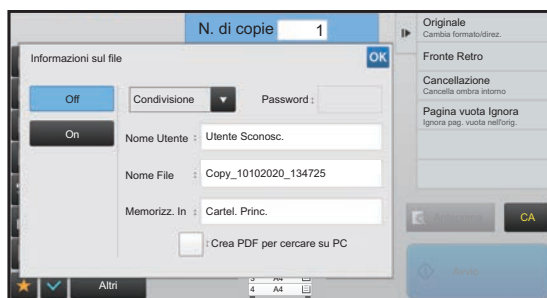 N. di copie 1
Informazioni sul file
OK
Off
Condivisione
Password :
On
Nome Utente : Utente Sconosc.
Nome File : Copy_10102020_134725
Memorizz. In : Cartel. Princ.
: Crea PDF per cercare su PC
Originale
Cambia formato/direz.
Fronte Retro
Cancellazione
Cancella ombra intorno
Pagina vuota Ignora
Ignora pag. vuota nell'orig.
CA
Altri
3 A4
4 A4